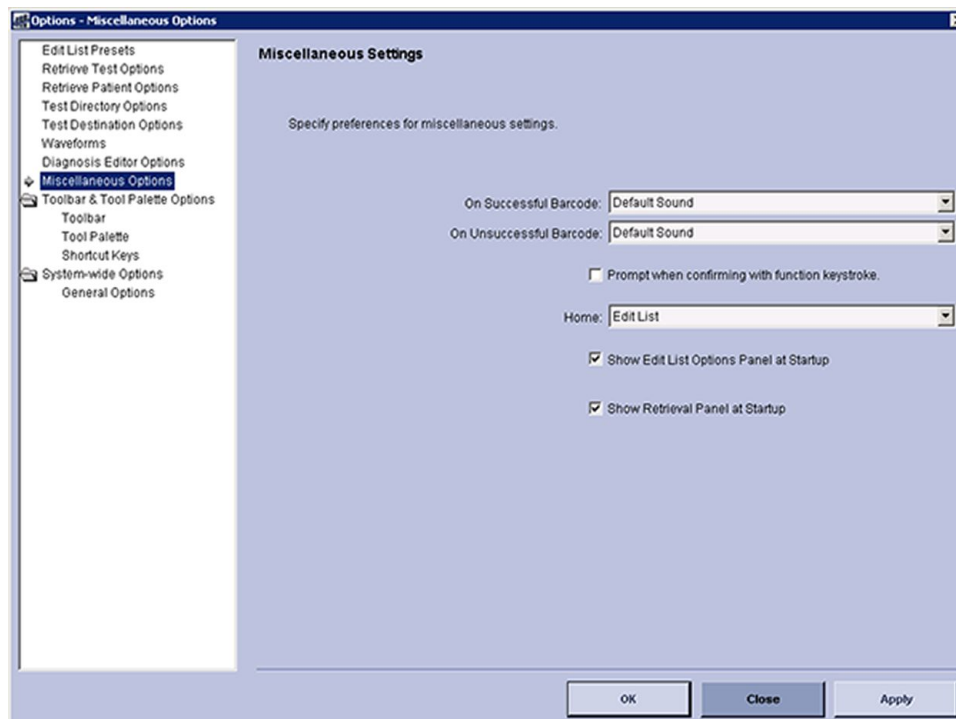 Options - Miscellaneous Options
Edit List Presets
Retrieve Test Options
Retrieve Patient Options
Test Directory Options
Test Destination Options
Waveforms
Diagnosis Editor Options
Miscellaneous Options
Toolbar & Tool Palette Options
Toolbar
Tool Palette
Shortcut Keys
System-wide Options
General Options
Miscellaneous Settings
Specify preferences for miscellaneous settings.
On Successful Barcode: Default Sound
On Unsuccessful Barcode: Default Sound
Prompt when confirming with function keystroke.
Home: Edit List
Show Edit List Options Panel at Startup
Show Retrieval Panel at Startup
OK Close Apply